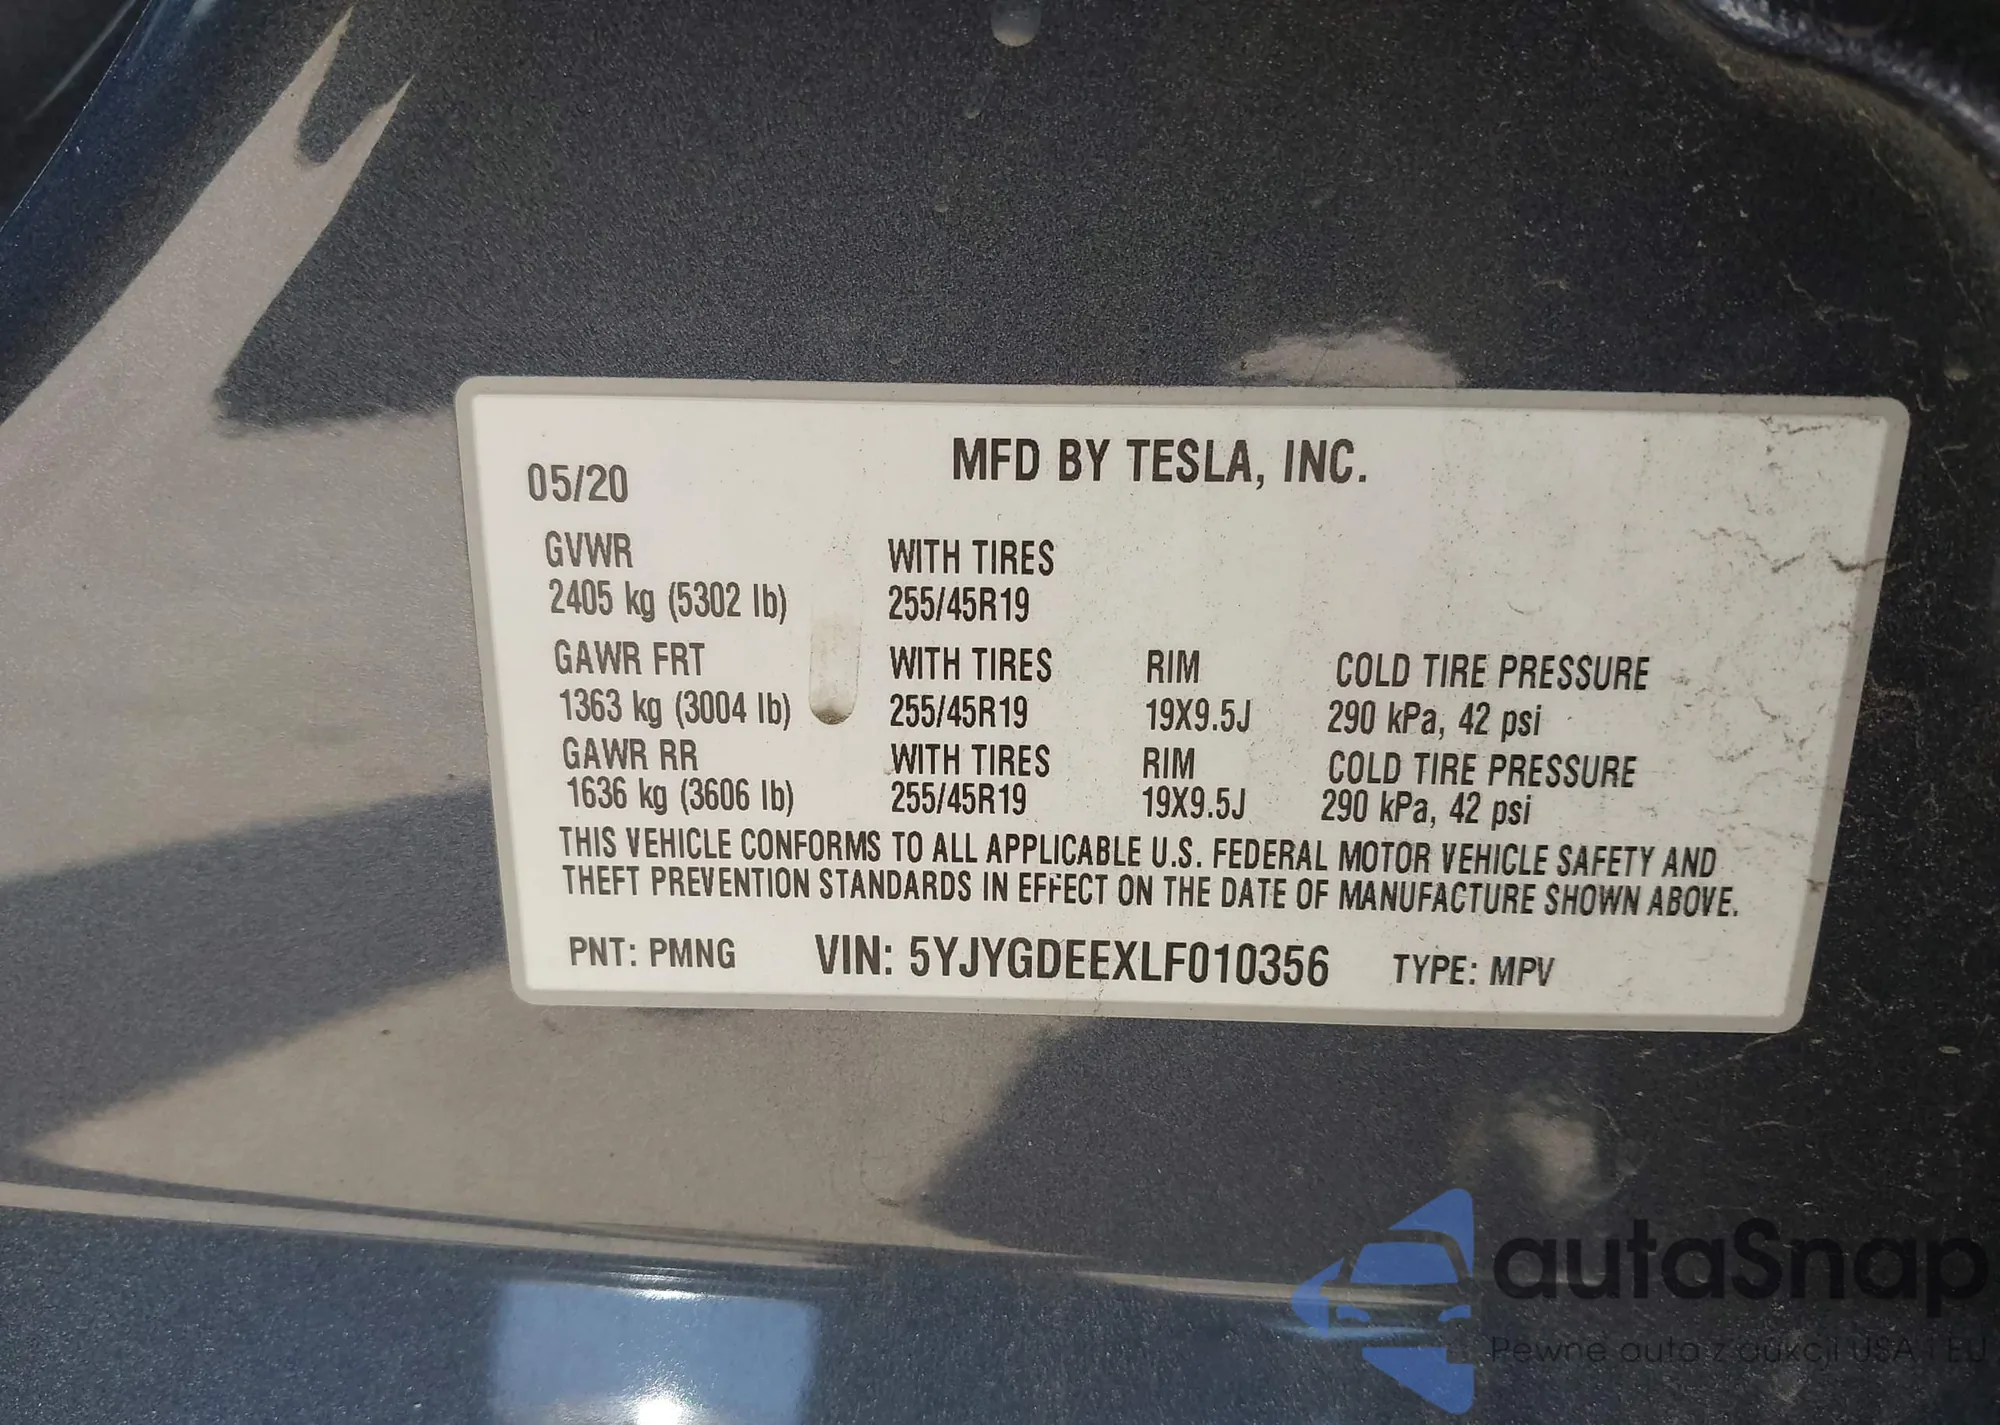 05/20
MFD BY TESLA, INC.
GVWR WITH TIRES
2405 kg (5302 lb) 255/45R19
GAWR FRT WITH TIRES RIM COLD TIRE PRESSURE
1363 kg (3004 lb) 255/45R19 19X9.5J 290 kPa, 42 psi
GAWR RR WITH TIRES RIM COLD TIRE PRESSURE
1636 kg (3606 lb) 255/45R19 19X9.5J 290 kPa, 42 psi
THIS VEHICLE CONFORMS TO ALL APPLICABLE U.S. FEDERAL MOTOR VEHICLE SAFETY AND
THEFT PREVENTION STANDARDS IN EFFECT ON THE DATE OF MANUFACTURE SHOWN ABOVE.
PNT: PMNG VIN: 5YJYGDEEXLF010356 TYPE: MPV
autaSnap
Pewne auta z aukcji USA i EU